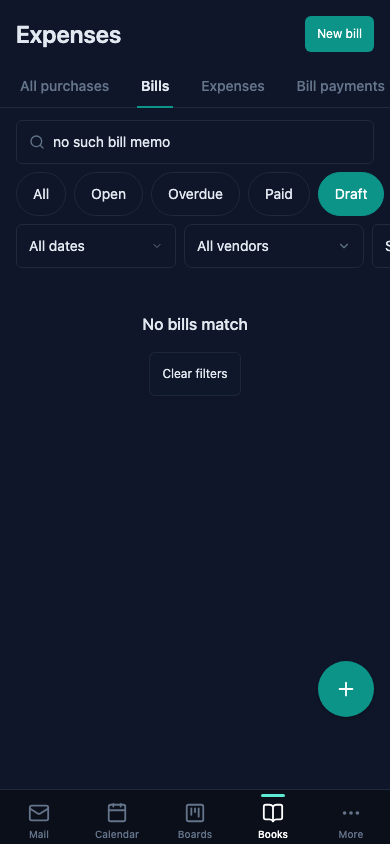 Expenses
New bill
All purchases Bills Expenses Bill payments
no such bill memo
All Open Overdue Paid Draft
All dates All vendors
No bills match
Clear filters
Mail Calendar Boards Books More